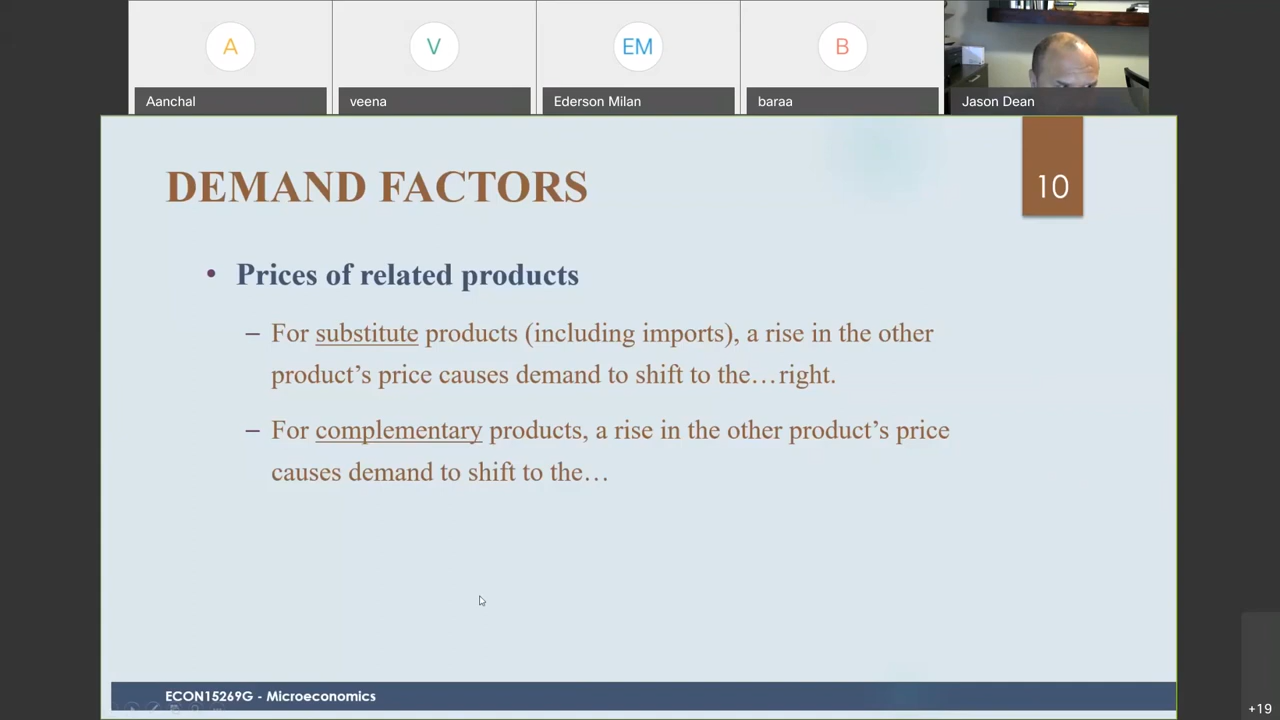 A
V
EM
B
Aanchal
veena
Ederson Milan
baraa
Jason Dean
DEMAND FACTORS
10
• Prices of related products
– For substitute products (including imports), a rise in the other
product’s price causes demand to shift to the…right.
– For complementary products, a rise in the other product’s price
causes demand to shift to the…
ECON15269G - Microeconomics
+19